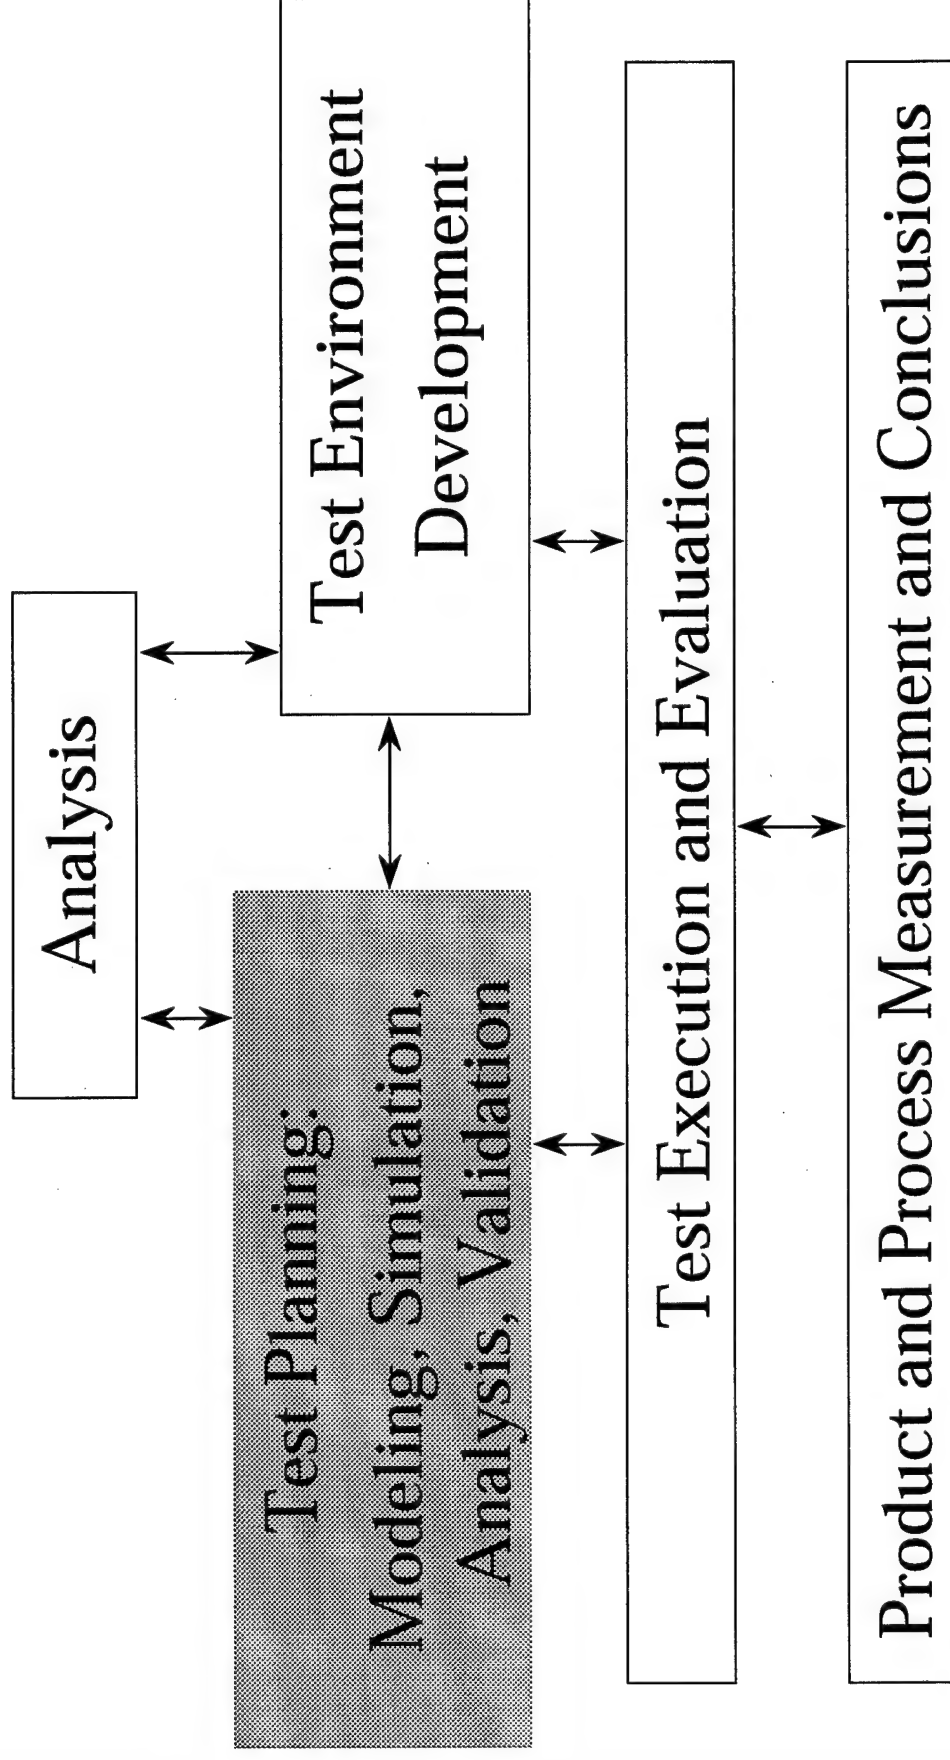 Analysis
Test Planning:
Modeling, Simulation,
Analysis, Validation
Test Environment
Development
Test Execution and Evaluation
Product and Process Measurement and Conclusions